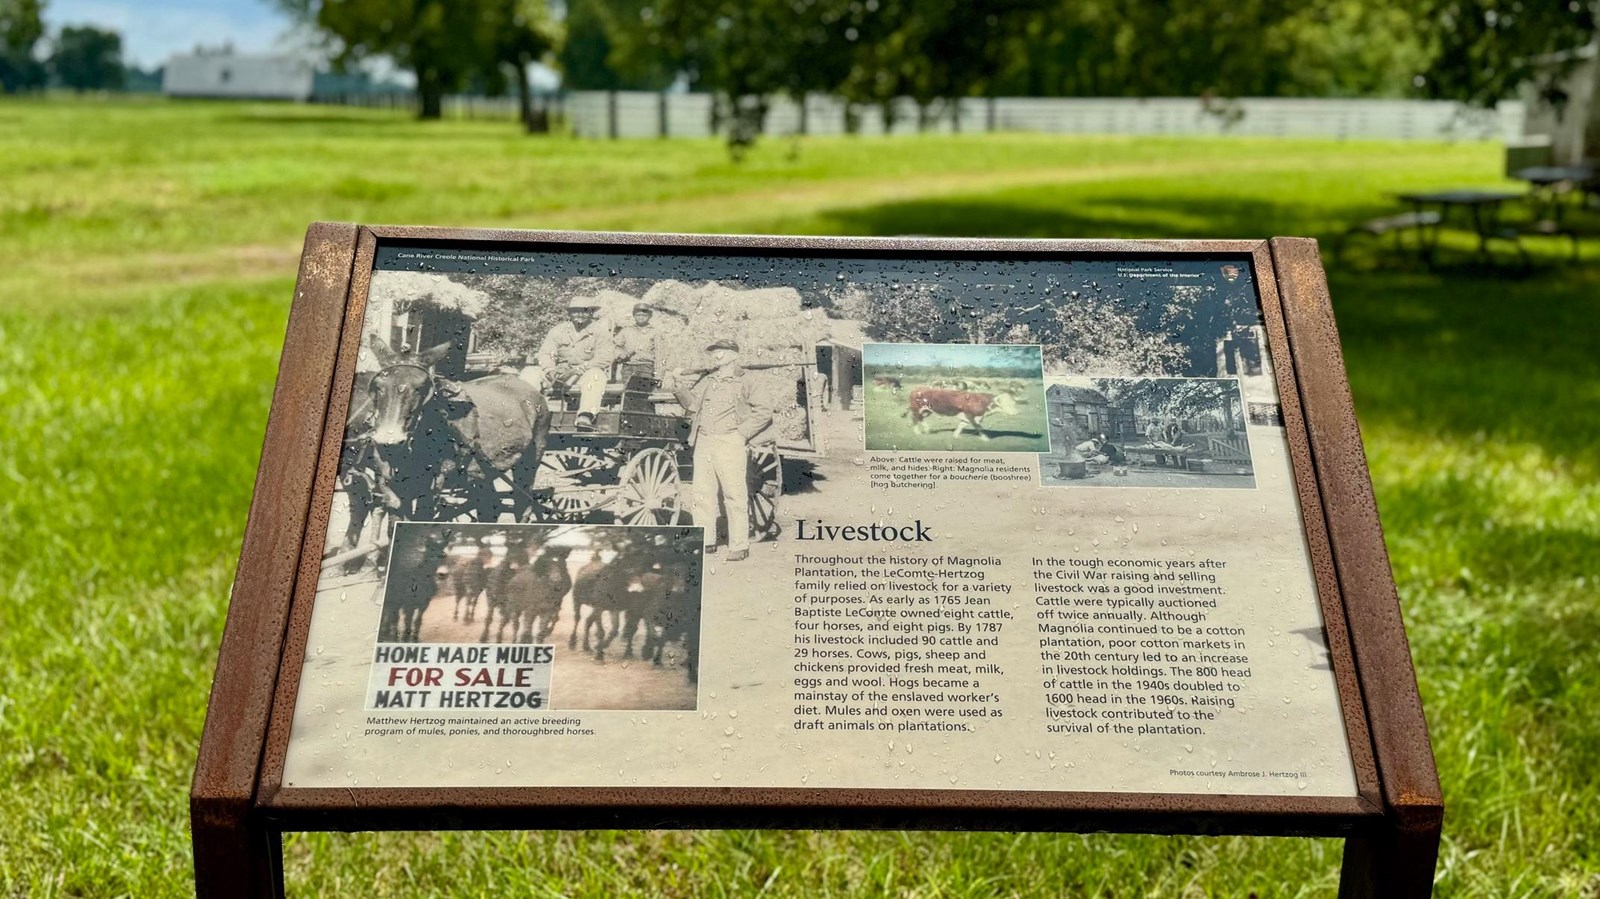 Cane River Creole National Historical Park
National Park Service
U.S. Department of the Interior
Above: Cattle were raised for meat,
milk, and hides. Right: Magnolia residents
come together for a boucherie (booshree)
[hog butchering].
HOME MADE MULES
FOR SALE
MATT HERTZOG
Matthew Hertzog maintained an active breeding
program of mules, ponies, and thoroughbred horses.
Livestock
Throughout the history of Magnolia
Plantation, the LeComte-Hertzog
family relied on livestock for a variety
of purposes. As early as 1765 Jean
Baptiste LeComte owned eight cattle,
four horses, and eight pigs. By 1787
his livestock included 90 cattle and
29 horses. Cows, pigs, sheep and
chickens provided fresh meat, milk,
eggs and wool. Hogs became a
mainstay of the enslaved worker's
diet. Mules and oxen were used as
draft animals on plantations.
In the tough economic years after
the Civil War raising and selling
livestock was a good investment.
Cattle were typically auctioned
off twice annually. Although
Magnolia continued to be a cotton
plantation, poor cotton markets in
the 20th century led to an increase
in livestock holdings. The 800 head
of cattle in the 1940s doubled to
1600 head in the 1960s. Raising
livestock contributed to the
survival of the plantation.
Photos courtesy Ambrose J. Hertzog III